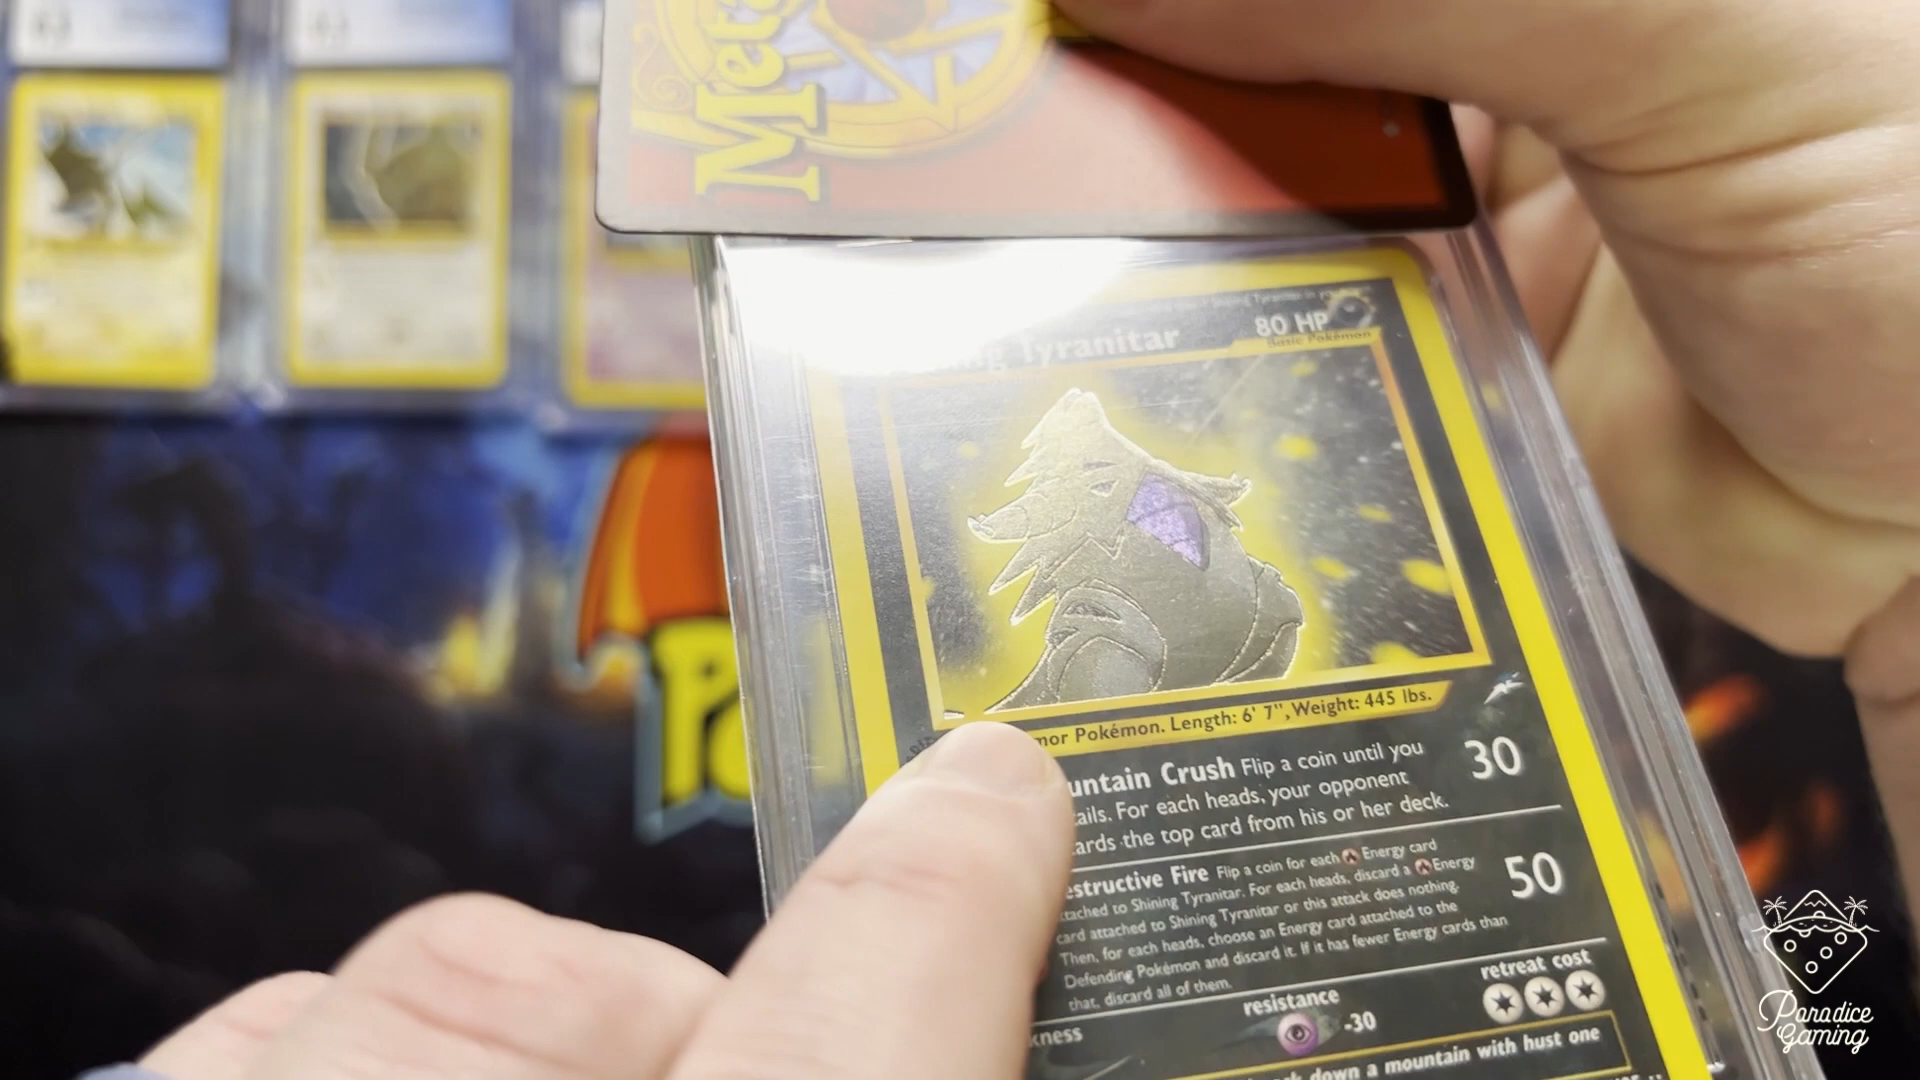 Met
ng Tyranitar
80 HP
Basic Pokémon
mor Pokémon. Length: 6' 7", Weight: 445 lbs.
untain Crush Flip a coin until you
ails. For each heads, your opponent
ards the top card from his or her deck.
30
estructive Fire Flip a coin for each Energy card
ttached to Shining Tyranitar. For each heads, discard a Energy
card attached to Shining Tyranitar or this attack does nothing.
Then, for each heads, choose an Energy card attached to the
Defending Pokémon and discard it. If it has fewer Energy cards than
that, discard all of them.
50
kness
resistance
-30
retreat cost
down a mountain with hust one
Paradice
Gaming